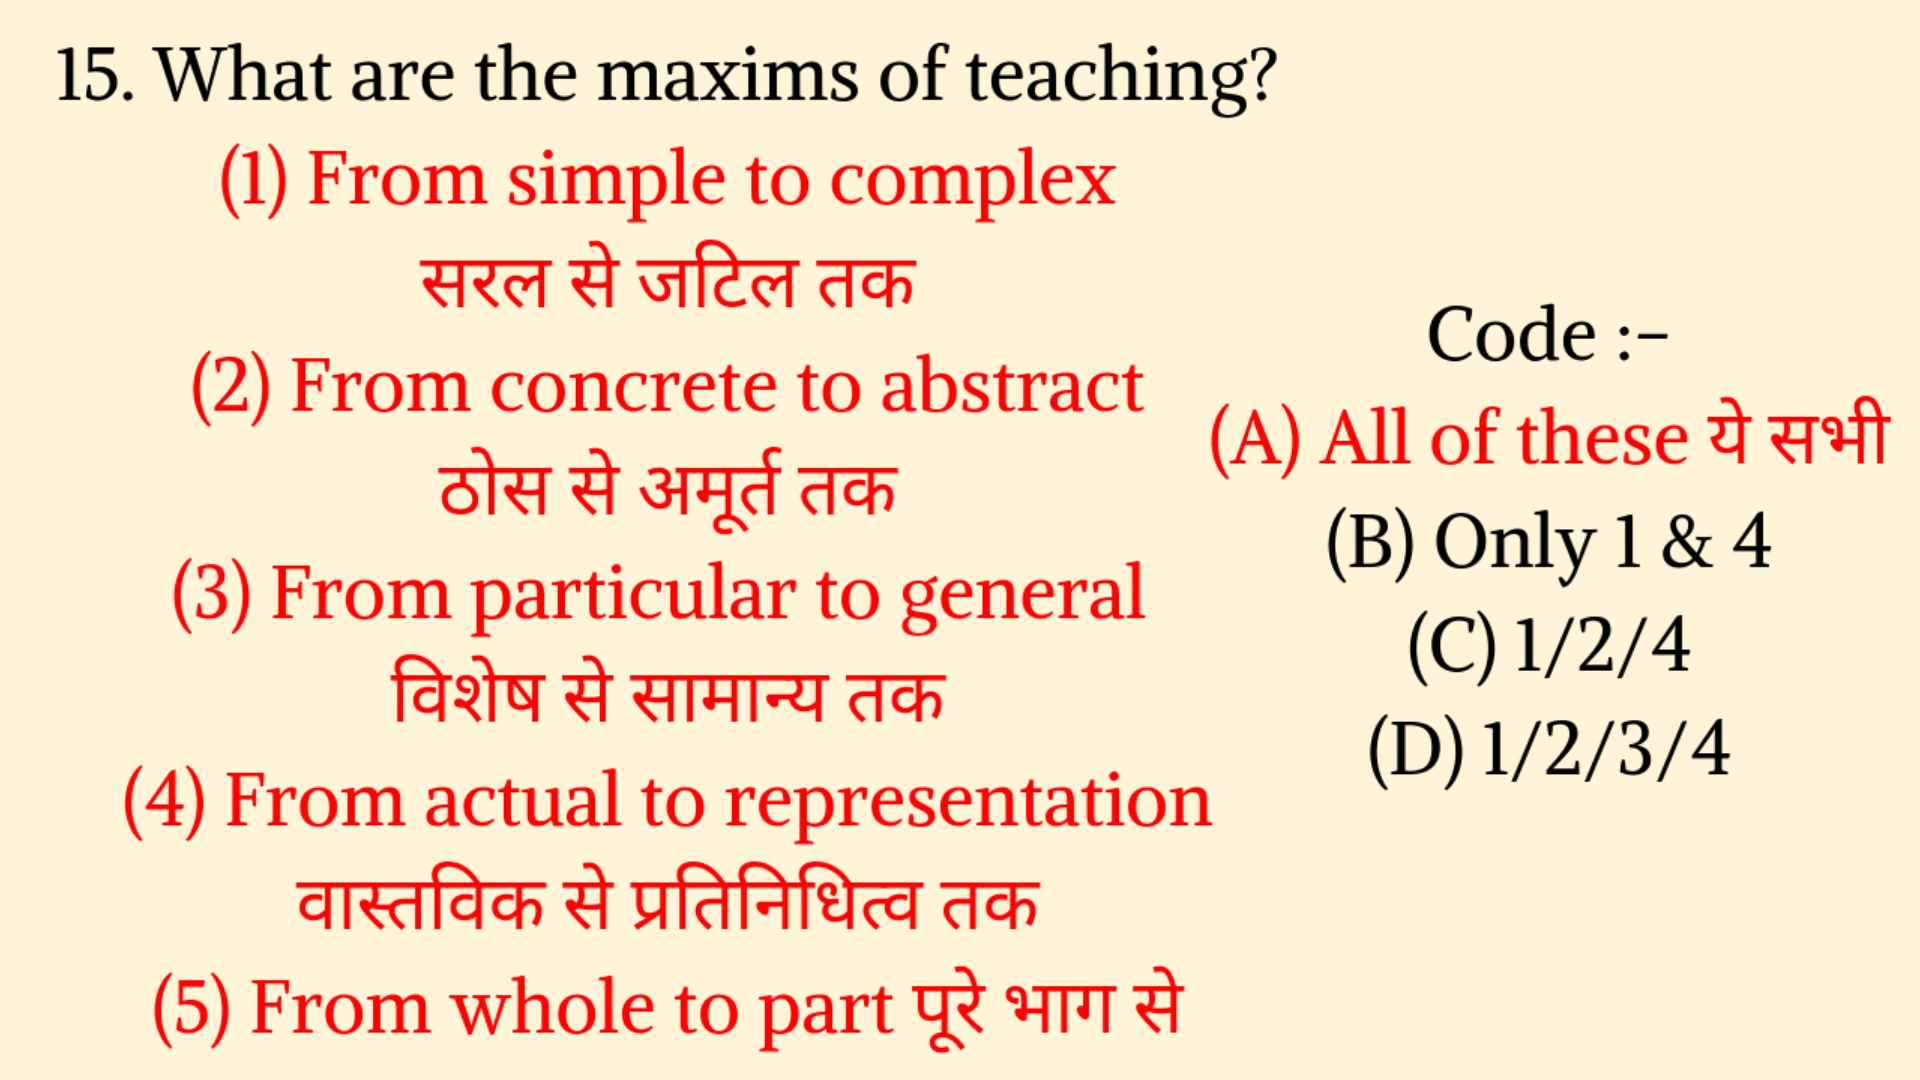 15. What are the maxims of teaching?
(1) From simple to complex
सरल से जटिल तक
(2) From concrete to abstract
ठोस से अमूर्त तक
(3) From particular to general
विशेष से सामान्य तक
(4) From actual to representation
वास्तविक से प्रतिनिधित्व तक
(5) From whole to part पूरे भाग से
Code :-
(A) All of these ये सभी
(B) Only 1 & 4
(C) 1/2/4
(D) 1/2/3/4